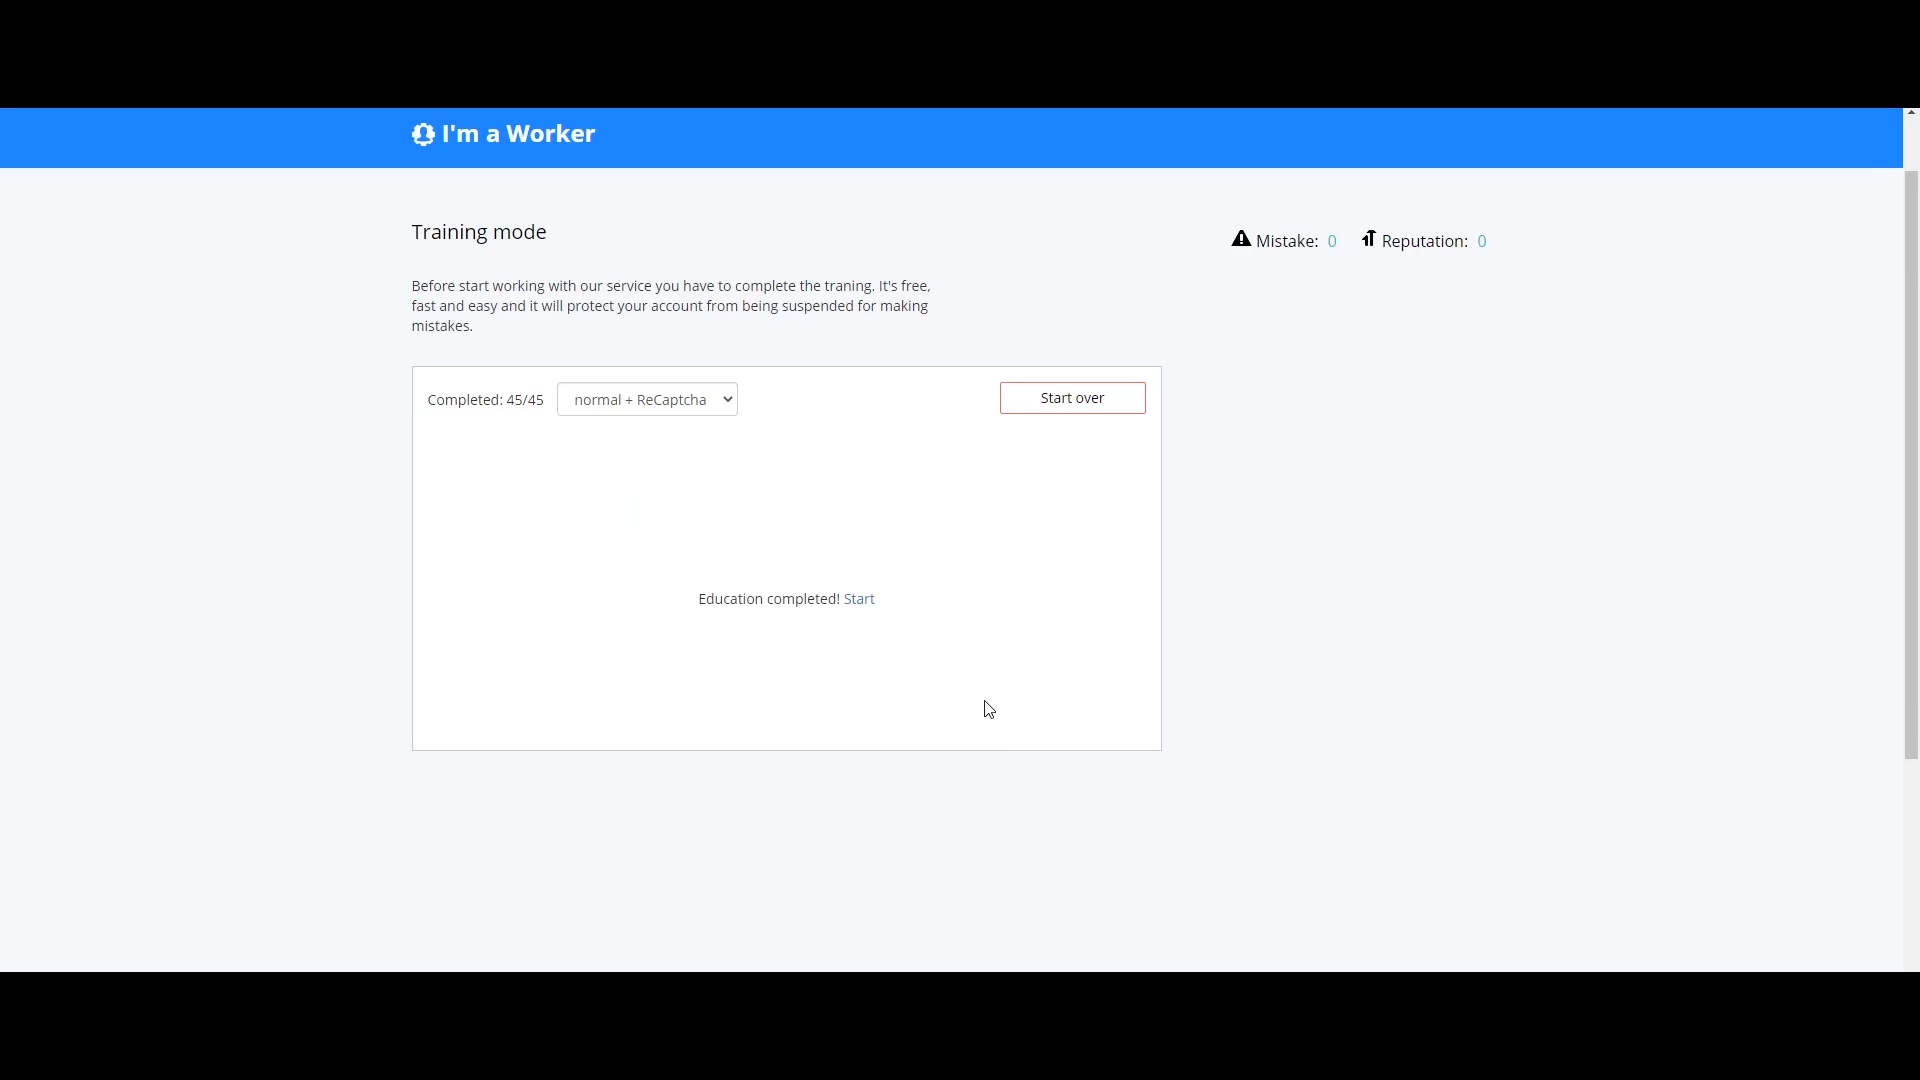 I'm a Worker
Training mode
Mistake: 0 Reputation: 0
Before start working with our service you have to complete the traning. It's free,
fast and easy and it will protect your account from being suspended for making
mistakes.
Completed: 45/45 normal + ReCaptcha Start over
Education completed! Start